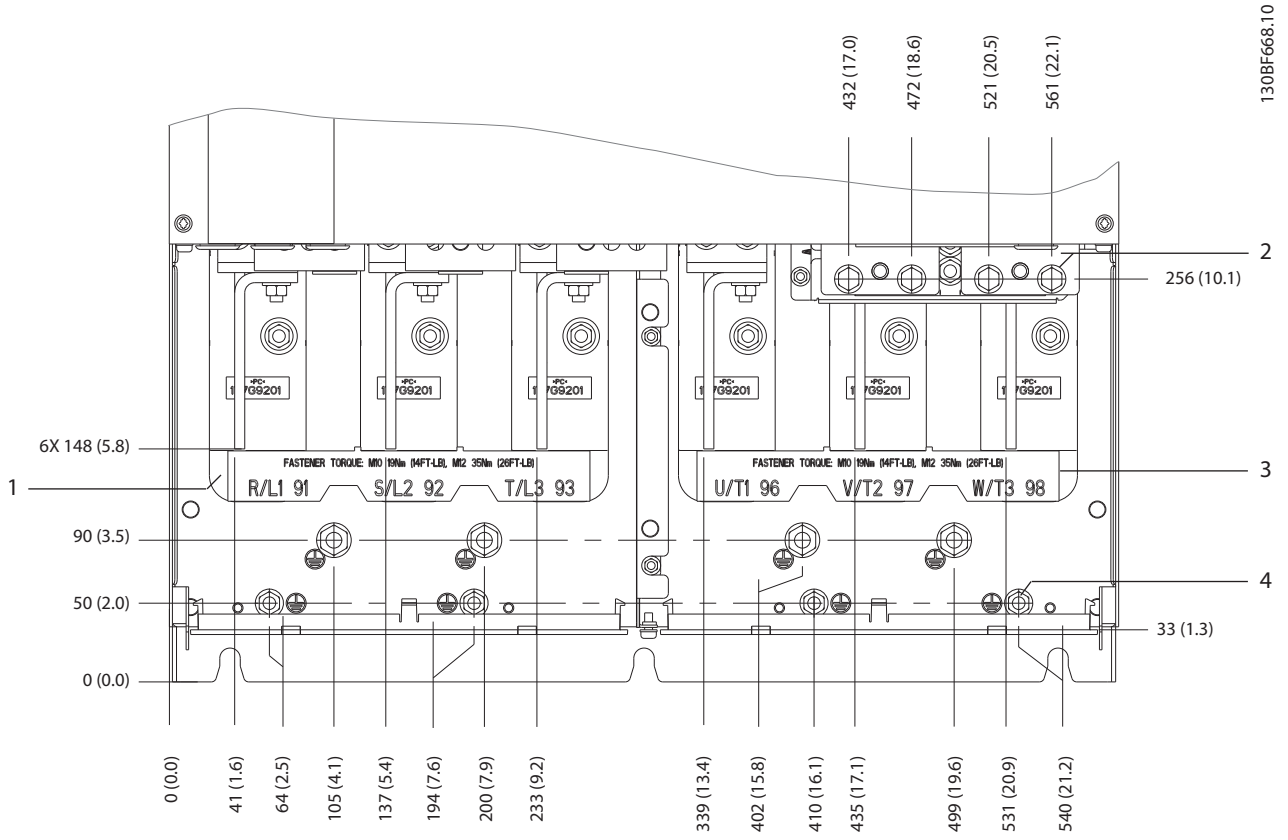 130BF668.10
432 (17.0)
472 (18.6)
521 (20.5)
561 (22.1)
2
256 (10.1)
•PC•
•PC•
•PC•
•PC•
•PC•
•PC•
6X 148 (5.8)
FASTENER TORQUE: M10 19Nm (14FT-LB), M12 35Nm (26FT-LB)
FASTENER TORQUE: M10 19Nm (14FT-LB), M12 35Nm (26FT-LB)
3
1
R/L1 91 S/L2 92 T/L3 93
U/T1 96 V/T2 97 W/T3 98
90 (3.5)
4
50 (2.0)
33 (1.3)
0 (0.0)
0 (0.0)
41 (1.6)
64 (2.5)
105 (4.1)
137 (5.4)
194 (7.6)
200 (7.9)
233 (9.2)
339 (13.4)
402 (15.8)
410 (16.1)
435 (17.1)
499 (19.6)
531 (20.9)
540 (21.2)